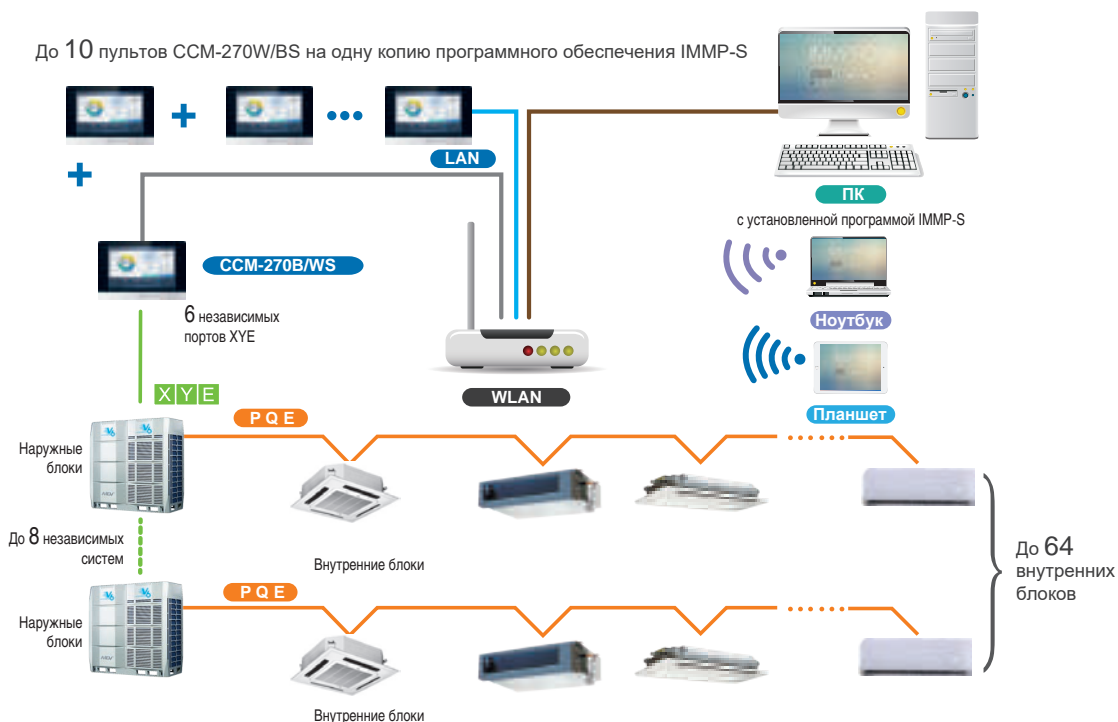 До 10 пультов CCM-270W/BS на одну копию программного обеспечения IMMP-S
LAN
ПК
с установленной программой IMMP-S
CCM-270B/WS
6 независимых
портов XYE
Ноутбук
WLAN
Планшет
X Y E
P Q E
Наружные
блоки
До 8 независимых
систем
Внутренние блоки
До 64
внутренних
блоков
P Q E
Наружные
блоки
Внутренние блоки